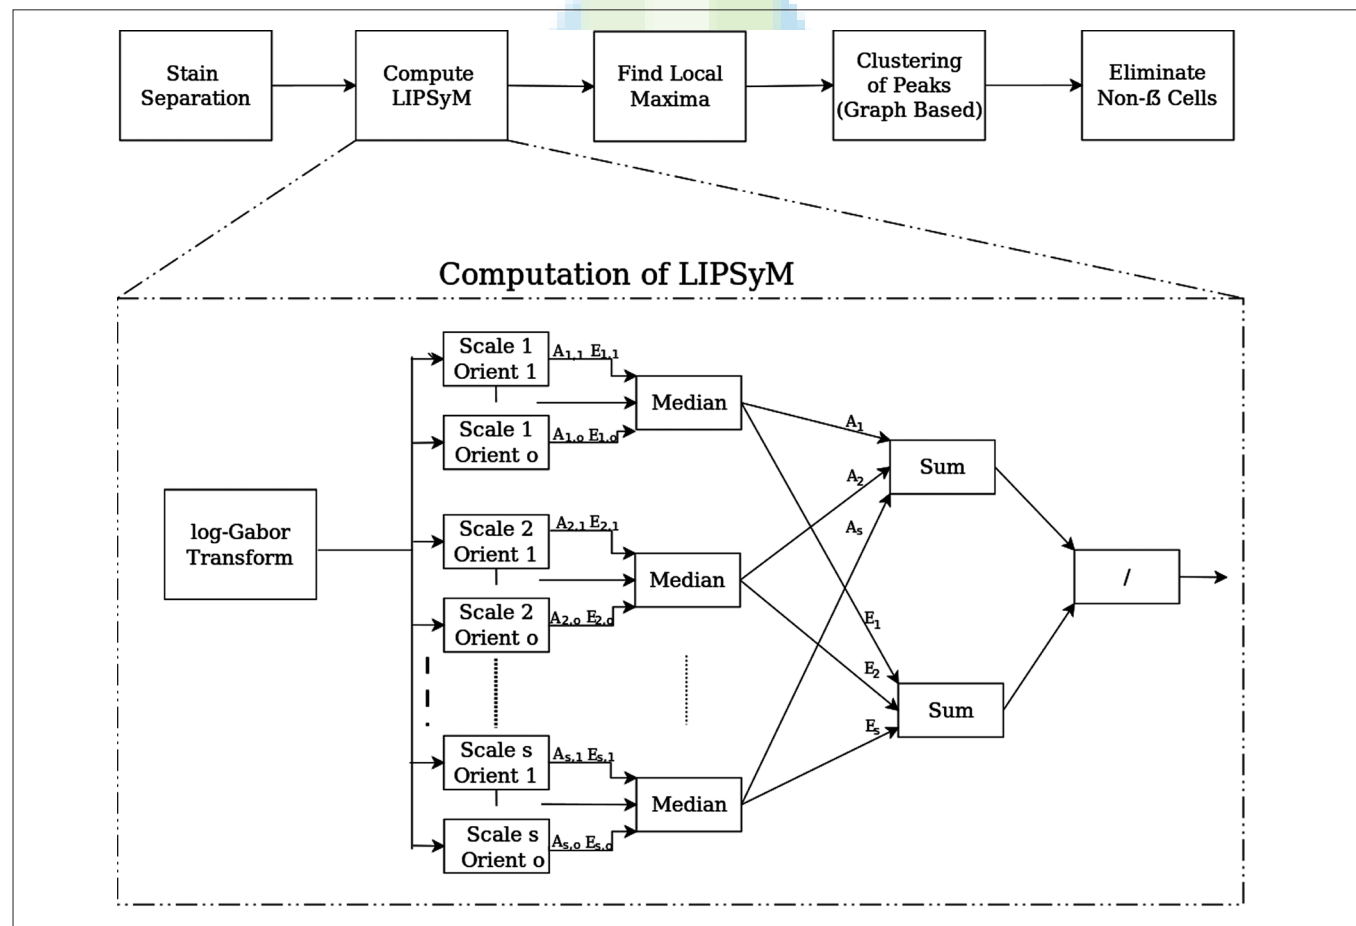 Stain
Separation
Compute
LIPSyM
Find Local
Maxima
Clustering
of Peaks
(Graph Based)
Eliminate
Non-ß Cells
Computation of LIPSyM
log-Gabor
Transform
Scale 1
Orient 1
A1,1 E1,1
Scale 1
Orient o
A1,o E1,o
Median
Scale 2
Orient 1
A2,1 E2,1
Scale 2
Orient o
A2,o E2,o
Median
Scale s
Orient 1
As,1 Es,1
Scale s
Orient o
As,o Es,o
Median
A1
A2
As
E1
E2
Es
Sum
Sum
/